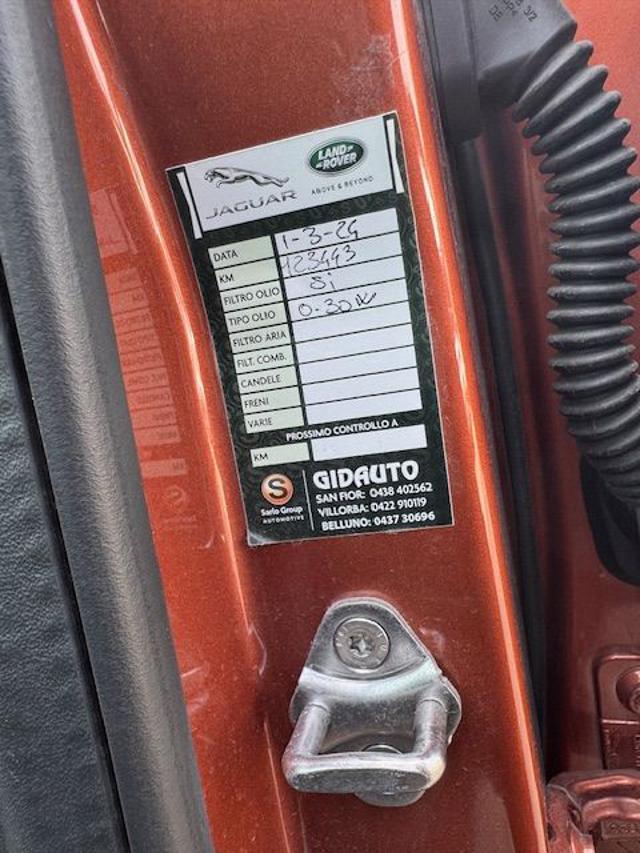 LAND-
ROVER
JAGUAR
ABOVE & BEYOND
DATA 1-3-24
KM 123443
FILTRO OLIO Si
TIPO OLIO 0-30W
FILTRO ARIA
FILT. COMB.
CANDELE
FRENI
VARIE
PROSSIMO CONTROLLO A
KM
S
Sarlo Group
AUTOMOTIVE
GIDAUTO
SAN FIOR: 0438 402562
VILLORBA: 0422 910119
BELLUNO: 0437 30696